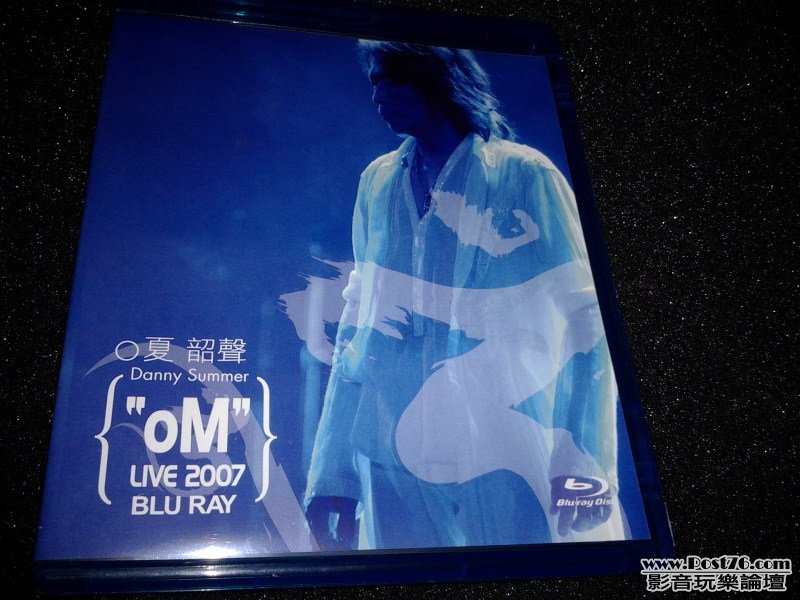 夏 韶聲
Danny Summer
"oM"
LIVE 2007
BLU RAY
Blu-ray Disc
www.Post76.com
影音玩樂論壇